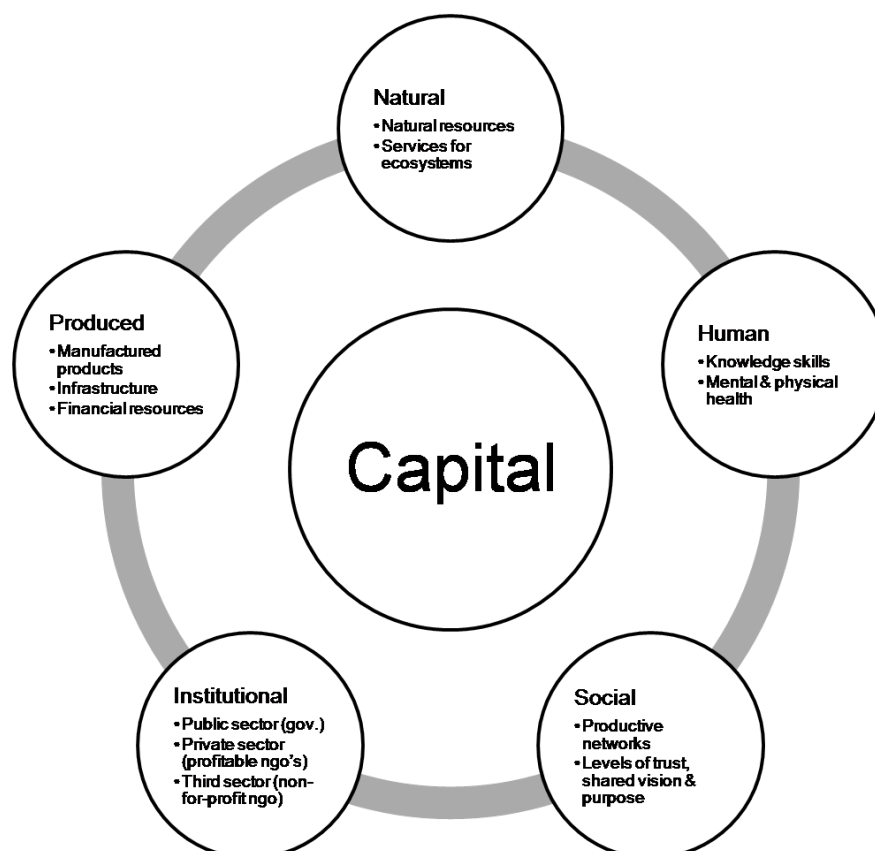 Natural
•Natural resources
•Services for
ecosystems
Human
•Knowledge skills
•Mental & physical
health
Social
•Productive
networks
•Levels of trust,
shared vision &
purpose
Institutional
•Public sector (gov.)
•Private sector
(profitable ngo's)
•Third sector (non-
for-profit ngo)
Produced
•Manufactured
products
•Infrastructure
•Financial resources
Capital